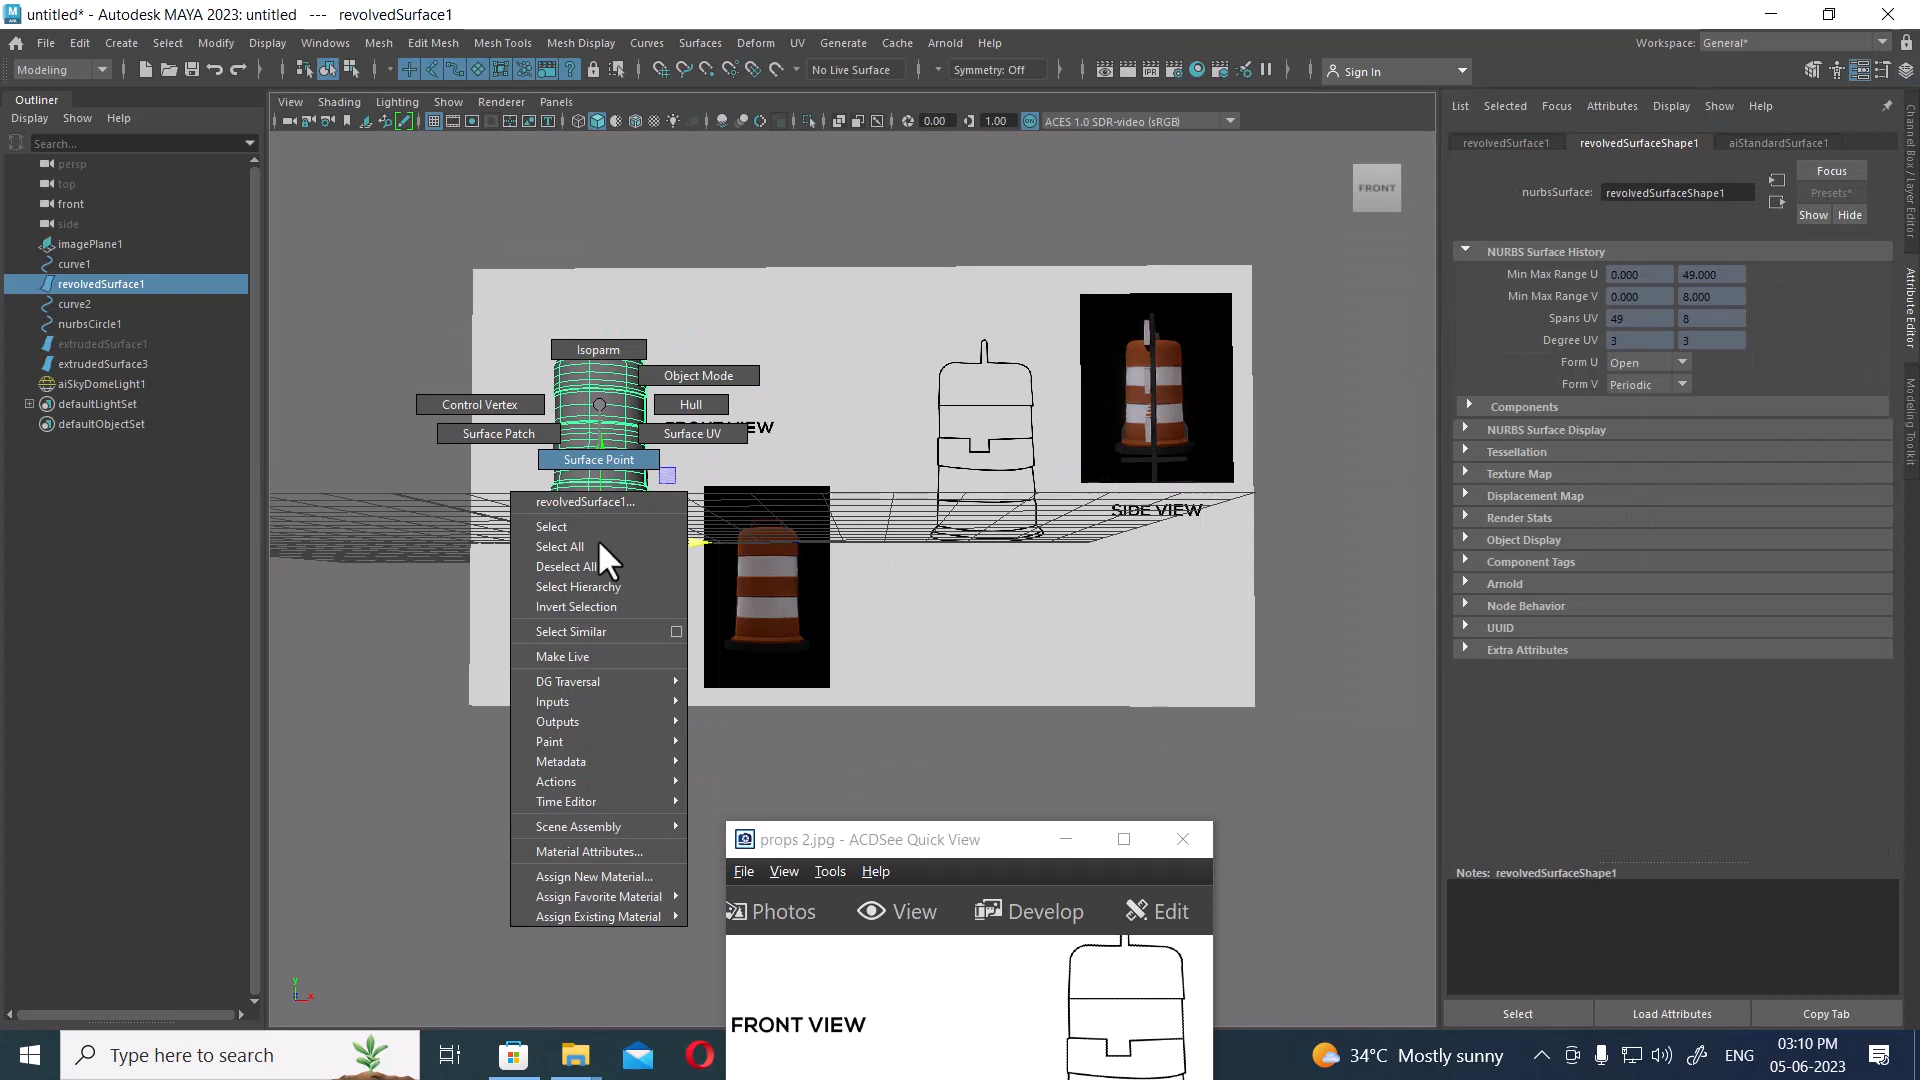 untitled* - Autodesk MAYA 2023: untitled --- revolvedSurface1
File Edit Create Select Modify Display Windows Mesh Edit Mesh Mesh Tools Mesh Display Curves Surfaces Deform UV Generate Cache Arnold Help
Workspace: General*
Modeling
No Live Surface
Symmetry: Off
Sign In
Outliner
Display Show Help
Search...
persp
top
front
side
imagePlane1
curve1
revolvedSurface1
curve2
nurbsCircle1
extrudedSurface1
extrudedSurface3
aiSkyDomeLight1
defaultLightSet
defaultObjectSet
View Shading Lighting Show Renderer Panels
0.00 1.00 ACES 1.0 SDR-video (sRGB)
FRONT
Isoparm
Object Mode
Control Vertex
Hull
Surface Patch
Surface UV
Surface Point
SIDE VIEW
revolvedSurface1...
Select
Select All
Deselect All
Select Hierarchy
Invert Selection
Select Similar
Make Live
DG Traversal
Inputs
Outputs
Paint
Metadata
Actions
Time Editor
Scene Assembly
Material Attributes...
Assign New Material...
Assign Favorite Material
Assign Existing Material
props 2.jpg - ACDSee Quick View
File View Tools Help
Photos View Develop Edit
FRONT VIEW
List Selected Focus Attributes Display Show Help
revolvedSurface1 revolvedSurfaceShape1 aiStandardSurface1
Focus
nurbsSurface: revolvedSurfaceShape1
Presets*
Show Hide
NURBS Surface History
Min Max Range U 0.000 49.000
Min Max Range V 0.000 8.000
Spans UV 49 8
Degree UV 3 3
Form U Open
Form V Periodic
Components
NURBS Surface Display
Tessellation
Texture Map
Displacement Map
Render Stats
Object Display
Component Tags
Arnold
Node Behavior
UUID
Extra Attributes
Notes: revolvedSurfaceShape1
Select Load Attributes Copy Tab
Channel Box / Layer Editor
Attribute Editor
Modeling Toolkit
Type here to search
34°C Mostly sunny
ENG
03:10 PM
05-06-2023